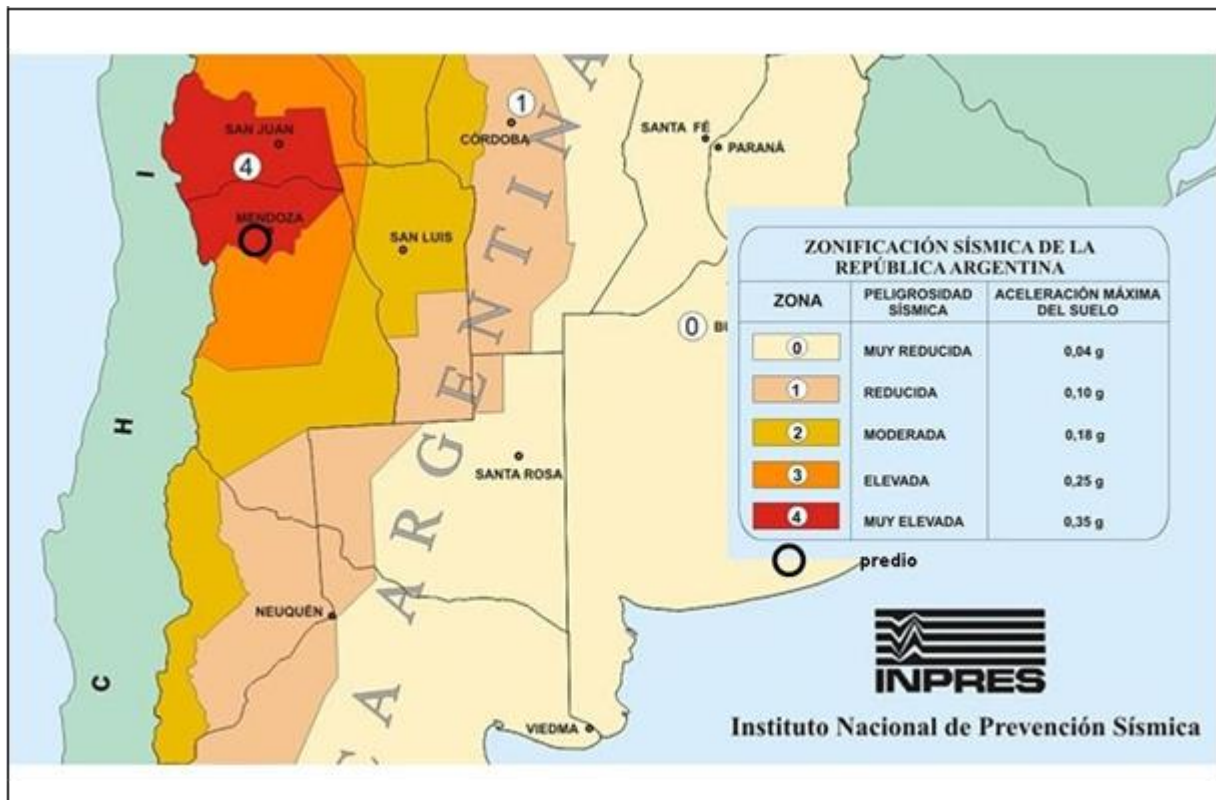 1
SAN JUAN
CÓRDOBA
SANTA FÉ
PARANÁ
4
MENDOZA
SAN LUIS
0
SANTA ROSA
NEUQUÉN
VIEDMA
C H I
C A A R G E N T I N A
ZONIFICACIÓN SÍSMICA DE LA
REPÚBLICA ARGENTINA
ZONA PELIGROSIDAD SÍSMICA ACELERACIÓN MÁXIMA DEL SUELO
0 MUY REDUCIDA 0,04 g
1 REDUCIDA 0,10 g
2 MODERADA 0,18 g
3 ELEVADA 0,25 g
4 MUY ELEVADA 0,35 g
predio
INPRES
Instituto Nacional de Prevención Sísmica